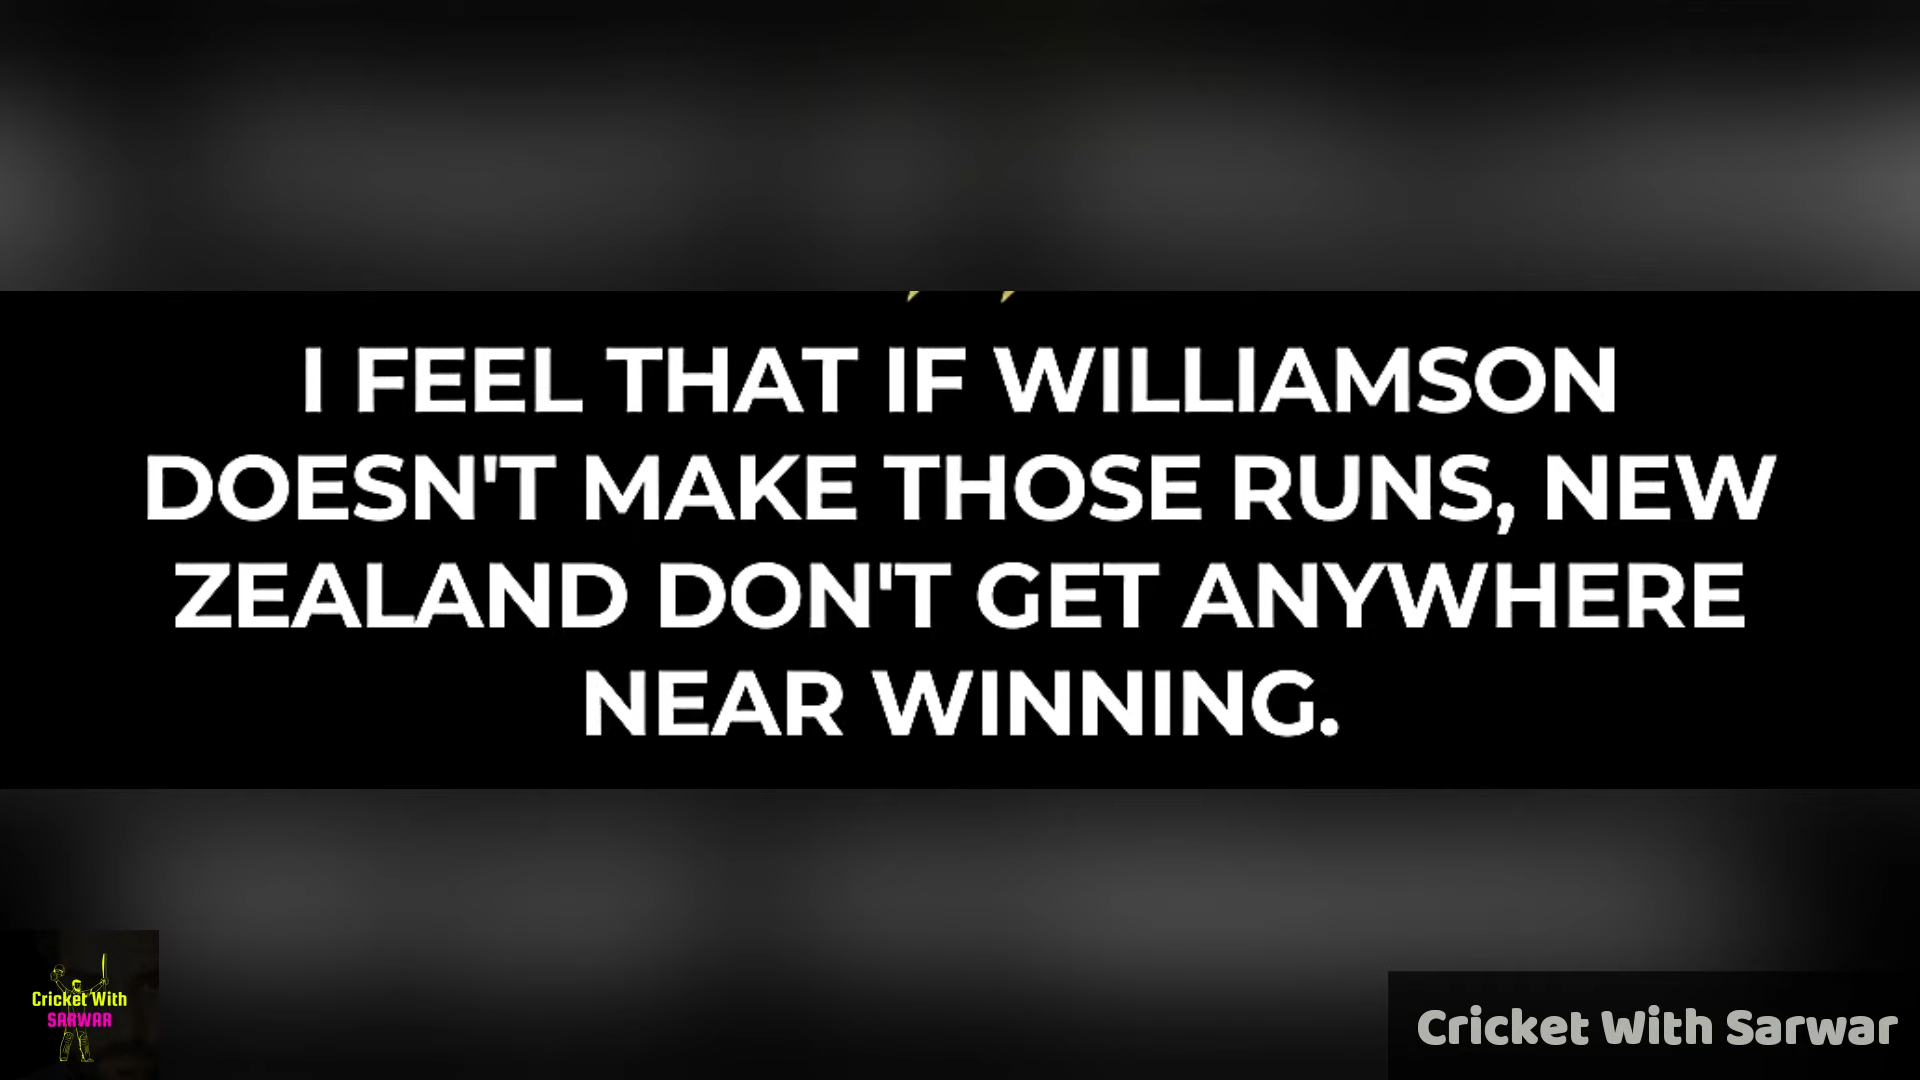 I FEEL THAT IF WILLIAMSON
DOESN'T MAKE THOSE RUNS, NEW
ZEALAND DON'T GET ANYWHERE
NEAR WINNING.
Cricket With
SARWAR
Cricket With Sarwar